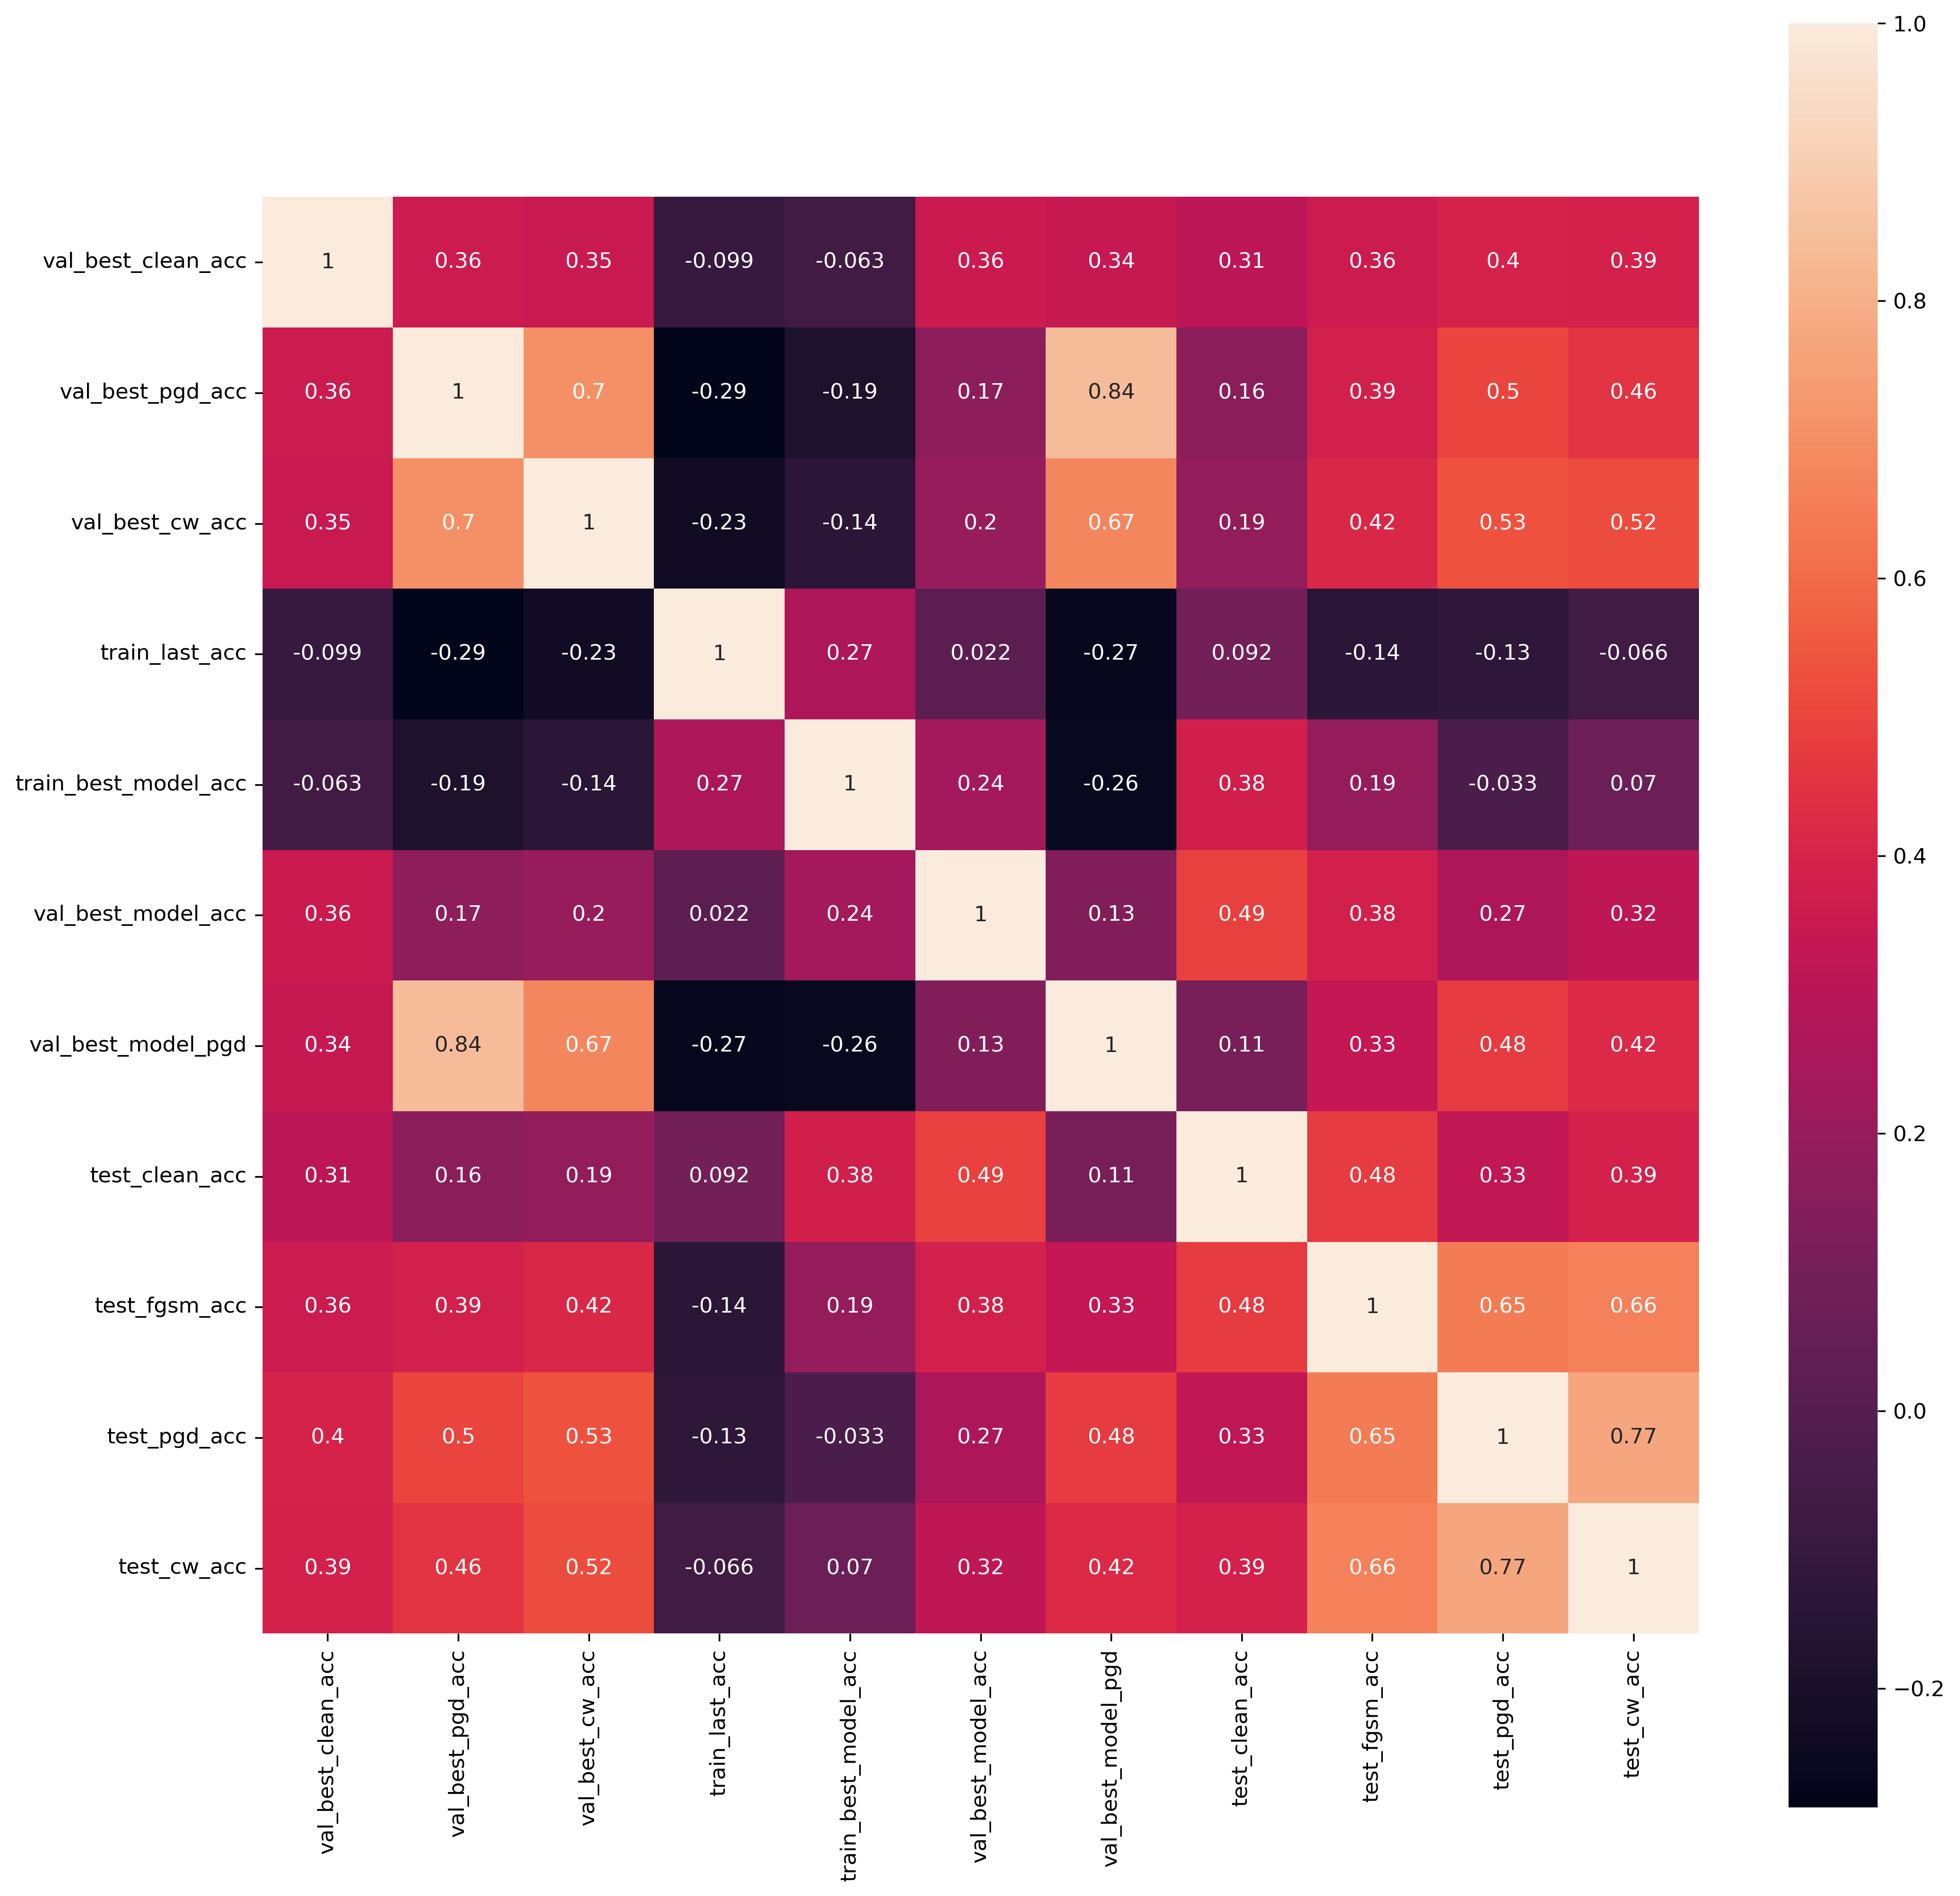 val_best_clean_acc 1 0.36 0.35 -0.099 -0.063 0.36 0.34 0.31 0.36 0.4 0.39
val_best_pgd_acc 0.36 1 0.7 -0.29 -0.19 0.17 0.84 0.16 0.39 0.5 0.46
val_best_cw_acc 0.35 0.7 1 -0.23 -0.14 0.2 0.67 0.19 0.42 0.53 0.52
train_last_acc -0.099 -0.29 -0.23 1 0.27 0.022 -0.27 0.092 -0.14 -0.13 -0.066
train_best_model_acc -0.063 -0.19 -0.14 0.27 1 0.24 -0.26 0.38 0.19 -0.033 0.07
val_best_model_acc 0.36 0.17 0.2 0.022 0.24 1 0.13 0.49 0.38 0.27 0.32
val_best_model_pgd 0.34 0.84 0.67 -0.27 -0.26 0.13 1 0.11 0.33 0.48 0.42
test_clean_acc 0.31 0.16 0.19 0.092 0.38 0.49 0.11 1 0.48 0.33 0.39
test_fgsm_acc 0.36 0.39 0.42 -0.14 0.19 0.38 0.33 0.48 1 0.65 0.66
test_pgd_acc 0.4 0.5 0.53 -0.13 -0.033 0.27 0.48 0.33 0.65 1 0.77
test_cw_acc 0.39 0.46 0.52 -0.066 0.07 0.32 0.42 0.39 0.66 0.77 1
val_best_clean_acc
val_best_pgd_acc
val_best_cw_acc
train_last_acc
train_best_model_acc
val_best_model_acc
val_best_model_pgd
test_clean_acc
test_fgsm_acc
test_pgd_acc
test_cw_acc
1.0
0.8
0.6
0.4
0.2
0.0
−0.2